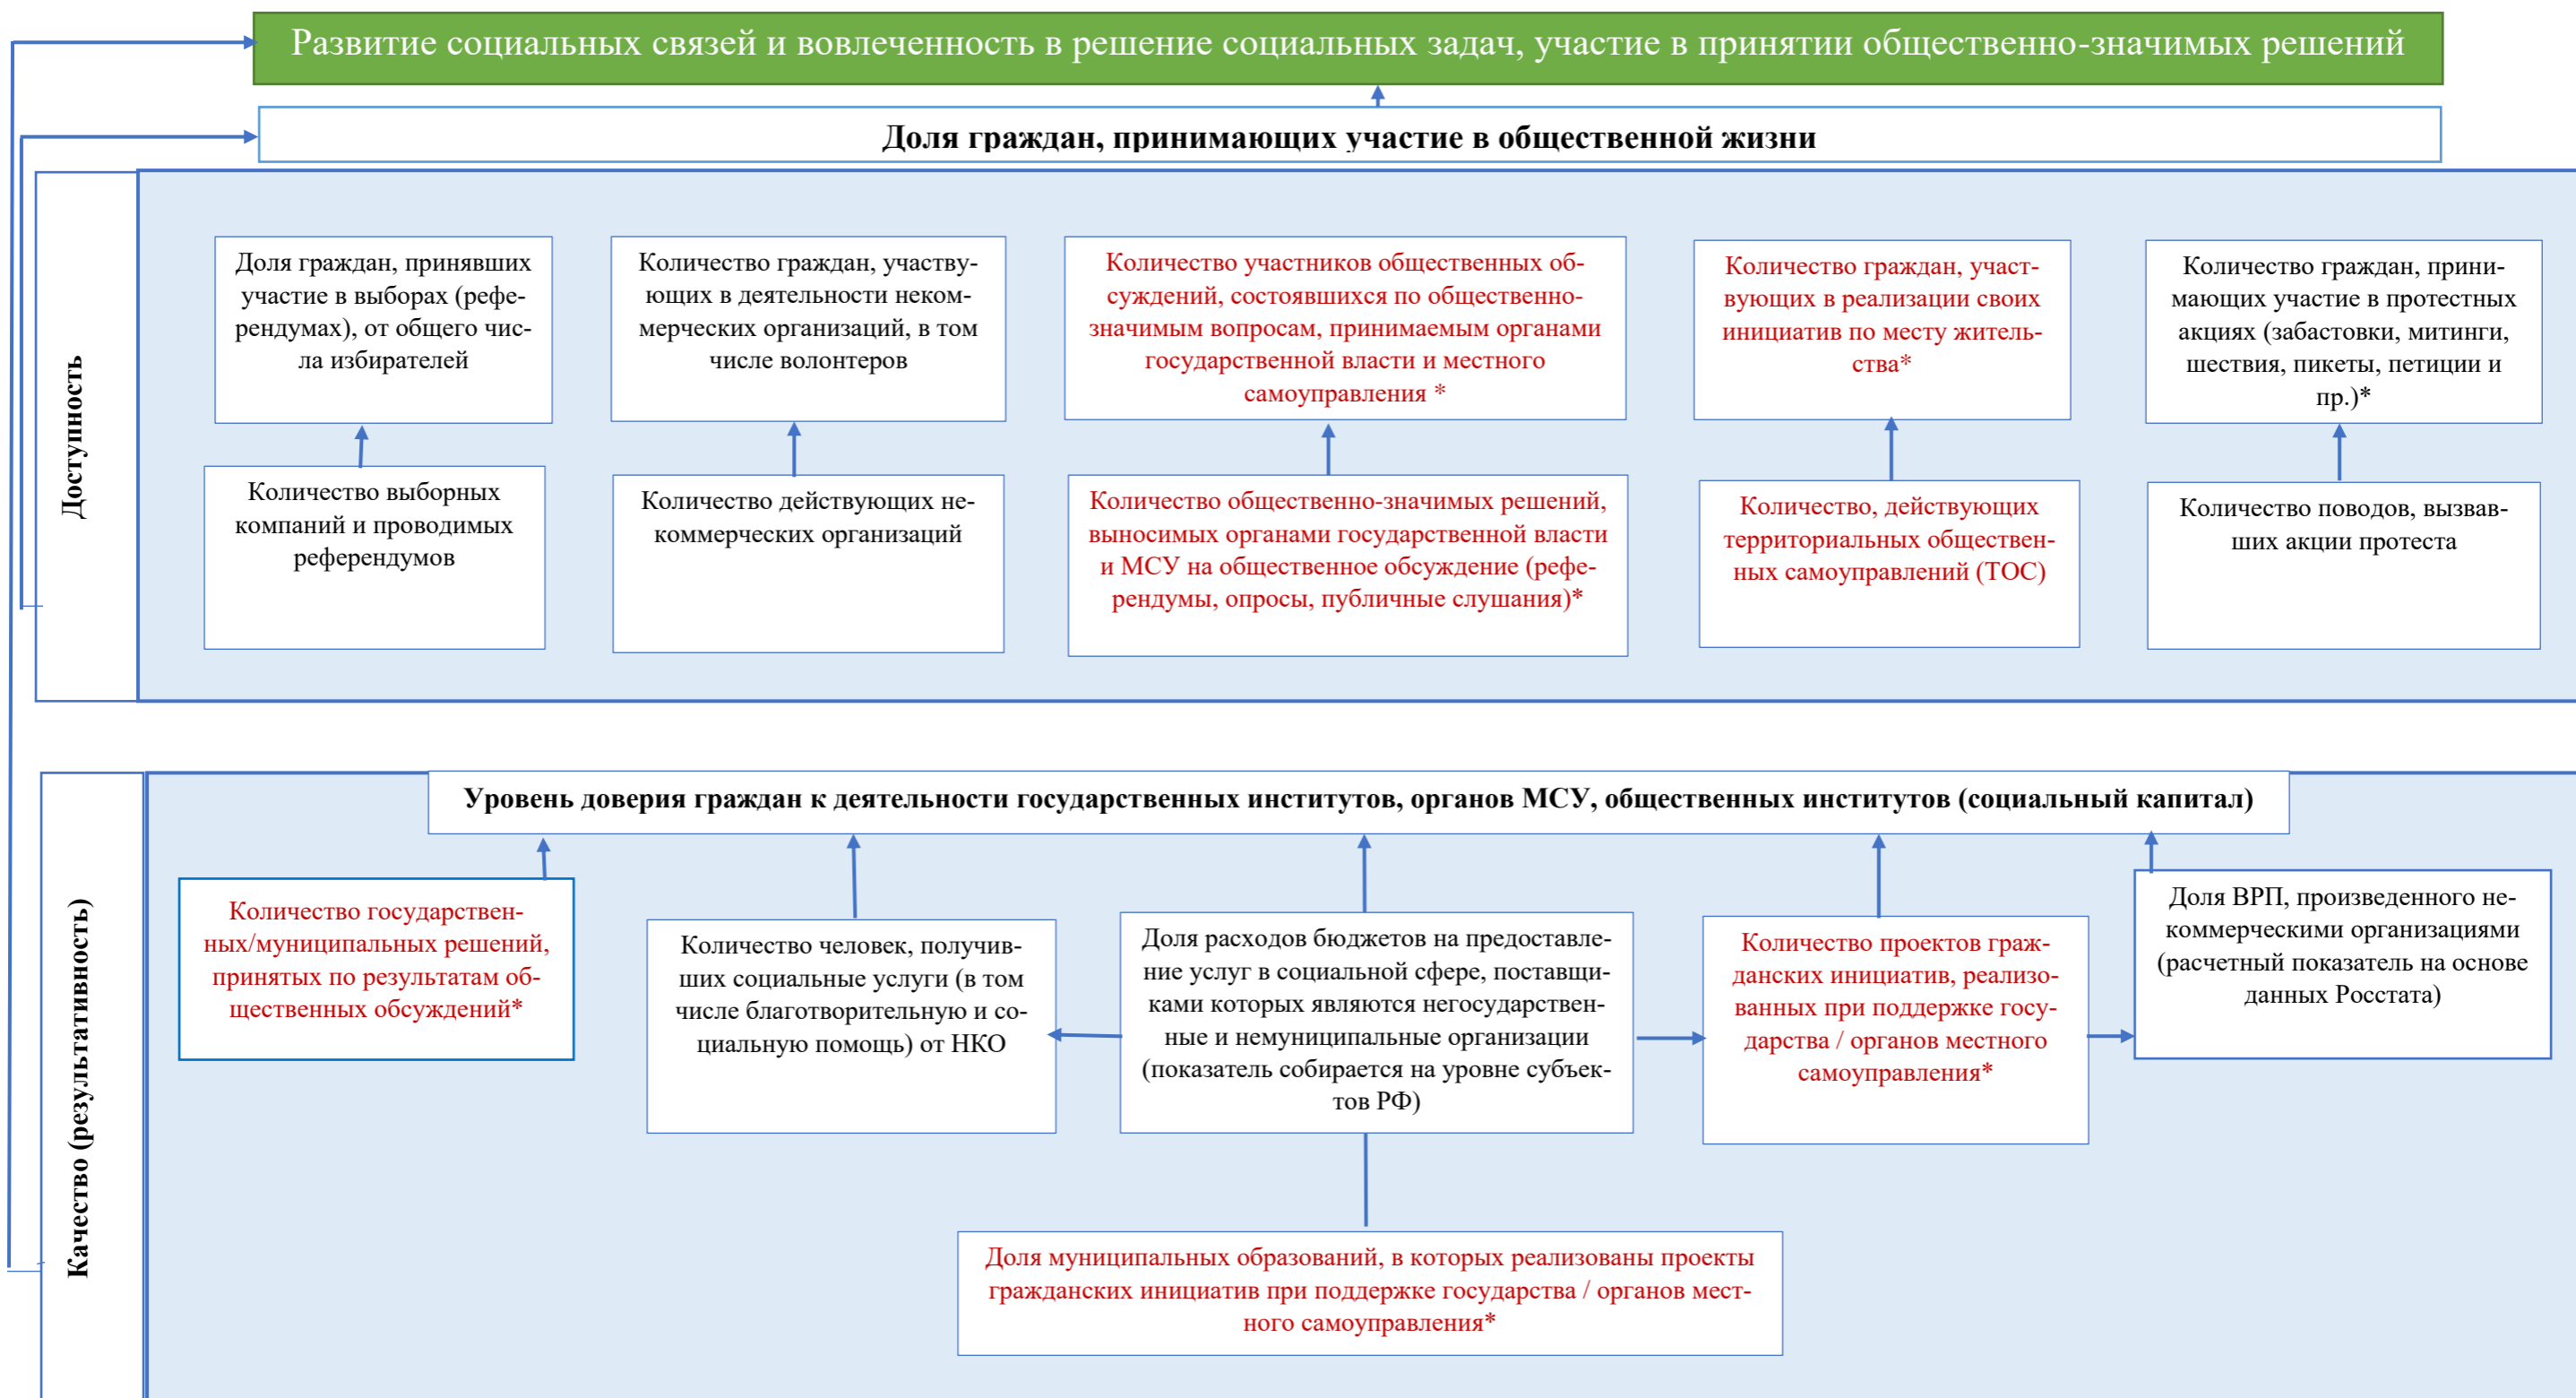 Развитие социальных связей и вовлеченность в решение социальных задач, участие в принятии общественно-значимых решений
Доля граждан, принимающих участие в общественной жизни
Доступность
Доля граждан, принявших
участие в выборах (рефе-
рендумах), от общего чис-
ла избирателей
Количество граждан, участву-
ющих в деятельности неком-
мерческих организаций, в том
числе волонтеров
Количество участников общественных об-
суждений, состоявшихся по общественно-
значимым вопросам, принимаемым органами
государственной власти и местного
самоуправления *
Количество граждан, участ-
вующих в реализации своих
инициатив по месту житель-
ства*
Количество граждан, прини-
мающих участие в протестных
акциях (забастовки, митинги,
шествия, пикеты, петиции и
пр.)*
Количество выборных
компаний и проводимых
референдумов
Количество действующих не-
коммерческих организаций
Количество общественно-значимых решений,
выносимых органами государственной власти
и МСУ на общественное обсуждение (рефе-
рендумы, опросы, публичные слушания)*
Количество, действующих
территориальных обществен-
ных самоуправлений (ТОС)
Количество поводов, вызвав-
ших акции протеста
Качество (результативность)
Уровень доверия граждан к деятельности государственных институтов, органов МСУ, общественных институтов (социальный капитал)
Количество государствен-
ных/муниципальных решений,
принятых по результатам об-
щественных обсуждений*
Количество человек, получив-
ших социальные услуги (в том
числе благотворительную и со-
циальную помощь) от НКО
Доля расходов бюджетов на предоставле-
ние услуг в социальной сфере, поставщи-
ками которых являются негосударствен-
ные и немуниципальные организации
(показатель собирается на уровне субъек-
тов РФ)
Количество проектов граж-
данских инициатив, реализо-
ванных при поддержке госу-
дарства / органов местного
самоуправления*
Доля ВРП, произведенного не-
коммерческими организациями
(расчетный показатель на основе
данных Росстата)
Доля муниципальных образований, в которых реализованы проекты
гражданских инициатив при поддержке государства / органов мест-
ного самоуправления*